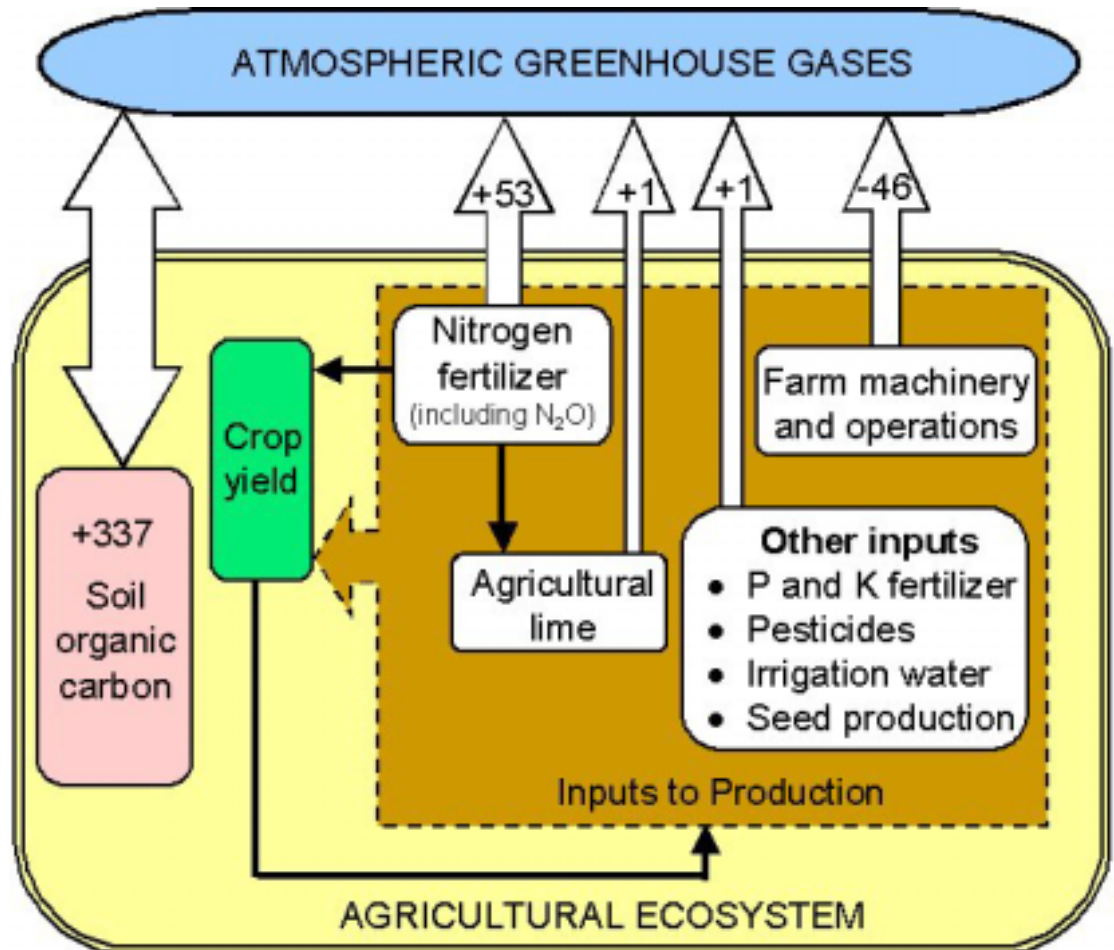 ATMOSPHERIC GREENHOUSE GASES
+53
+1
+1
-46
Nitrogen
fertilizer
(including N₂O)
Farm machinery
and operations
Crop
yield
+337
Soil
organic
carbon
Agricultural
lime
Other inputs
• P and K fertilizer
• Pesticides
• Irrigation water
• Seed production
Inputs to Production
AGRICULTURAL ECOSYSTEM